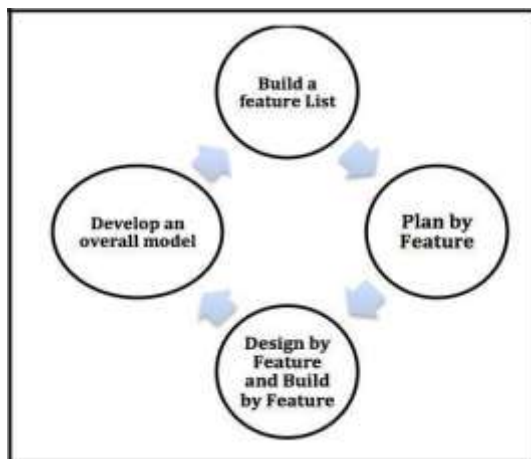 Build a
feature List
Develop an
overall model
Plan by
Feature
Design by
Feature
and Build
by Feature